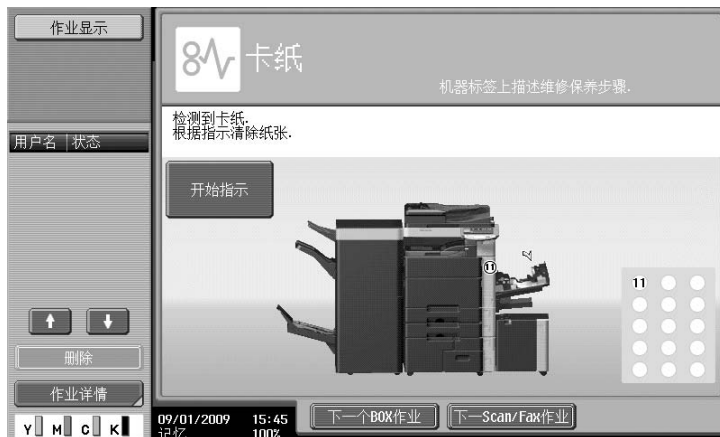 作业显示
卡纸
机器标签上描述维修保养步骤.
检测到卡纸.
根据指示清除纸张.
用户名 状态
开始指示
11
11
删除
作业详情
Y M C K
09/01/2009 15:45
记忆 100%
下一个BOX作业
下一Scan/Fax作业